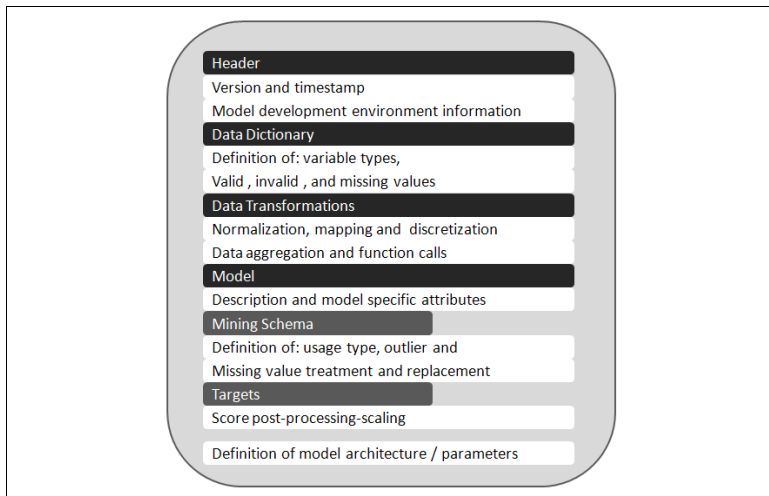 Header
Version and timestamp
Model development environment information
Data Dictionary
Definition of: variable types,
Valid , invalid , and missing values
Data Transformations
Normalization, mapping and  discretization
Data aggregation and function calls
Model
Description and model specific attributes
Mining Schema
Definition of: usage type, outlier and
Missing value treatment and replacement
Targets
Score post-processing-scaling
Definition of model architecture / parameters